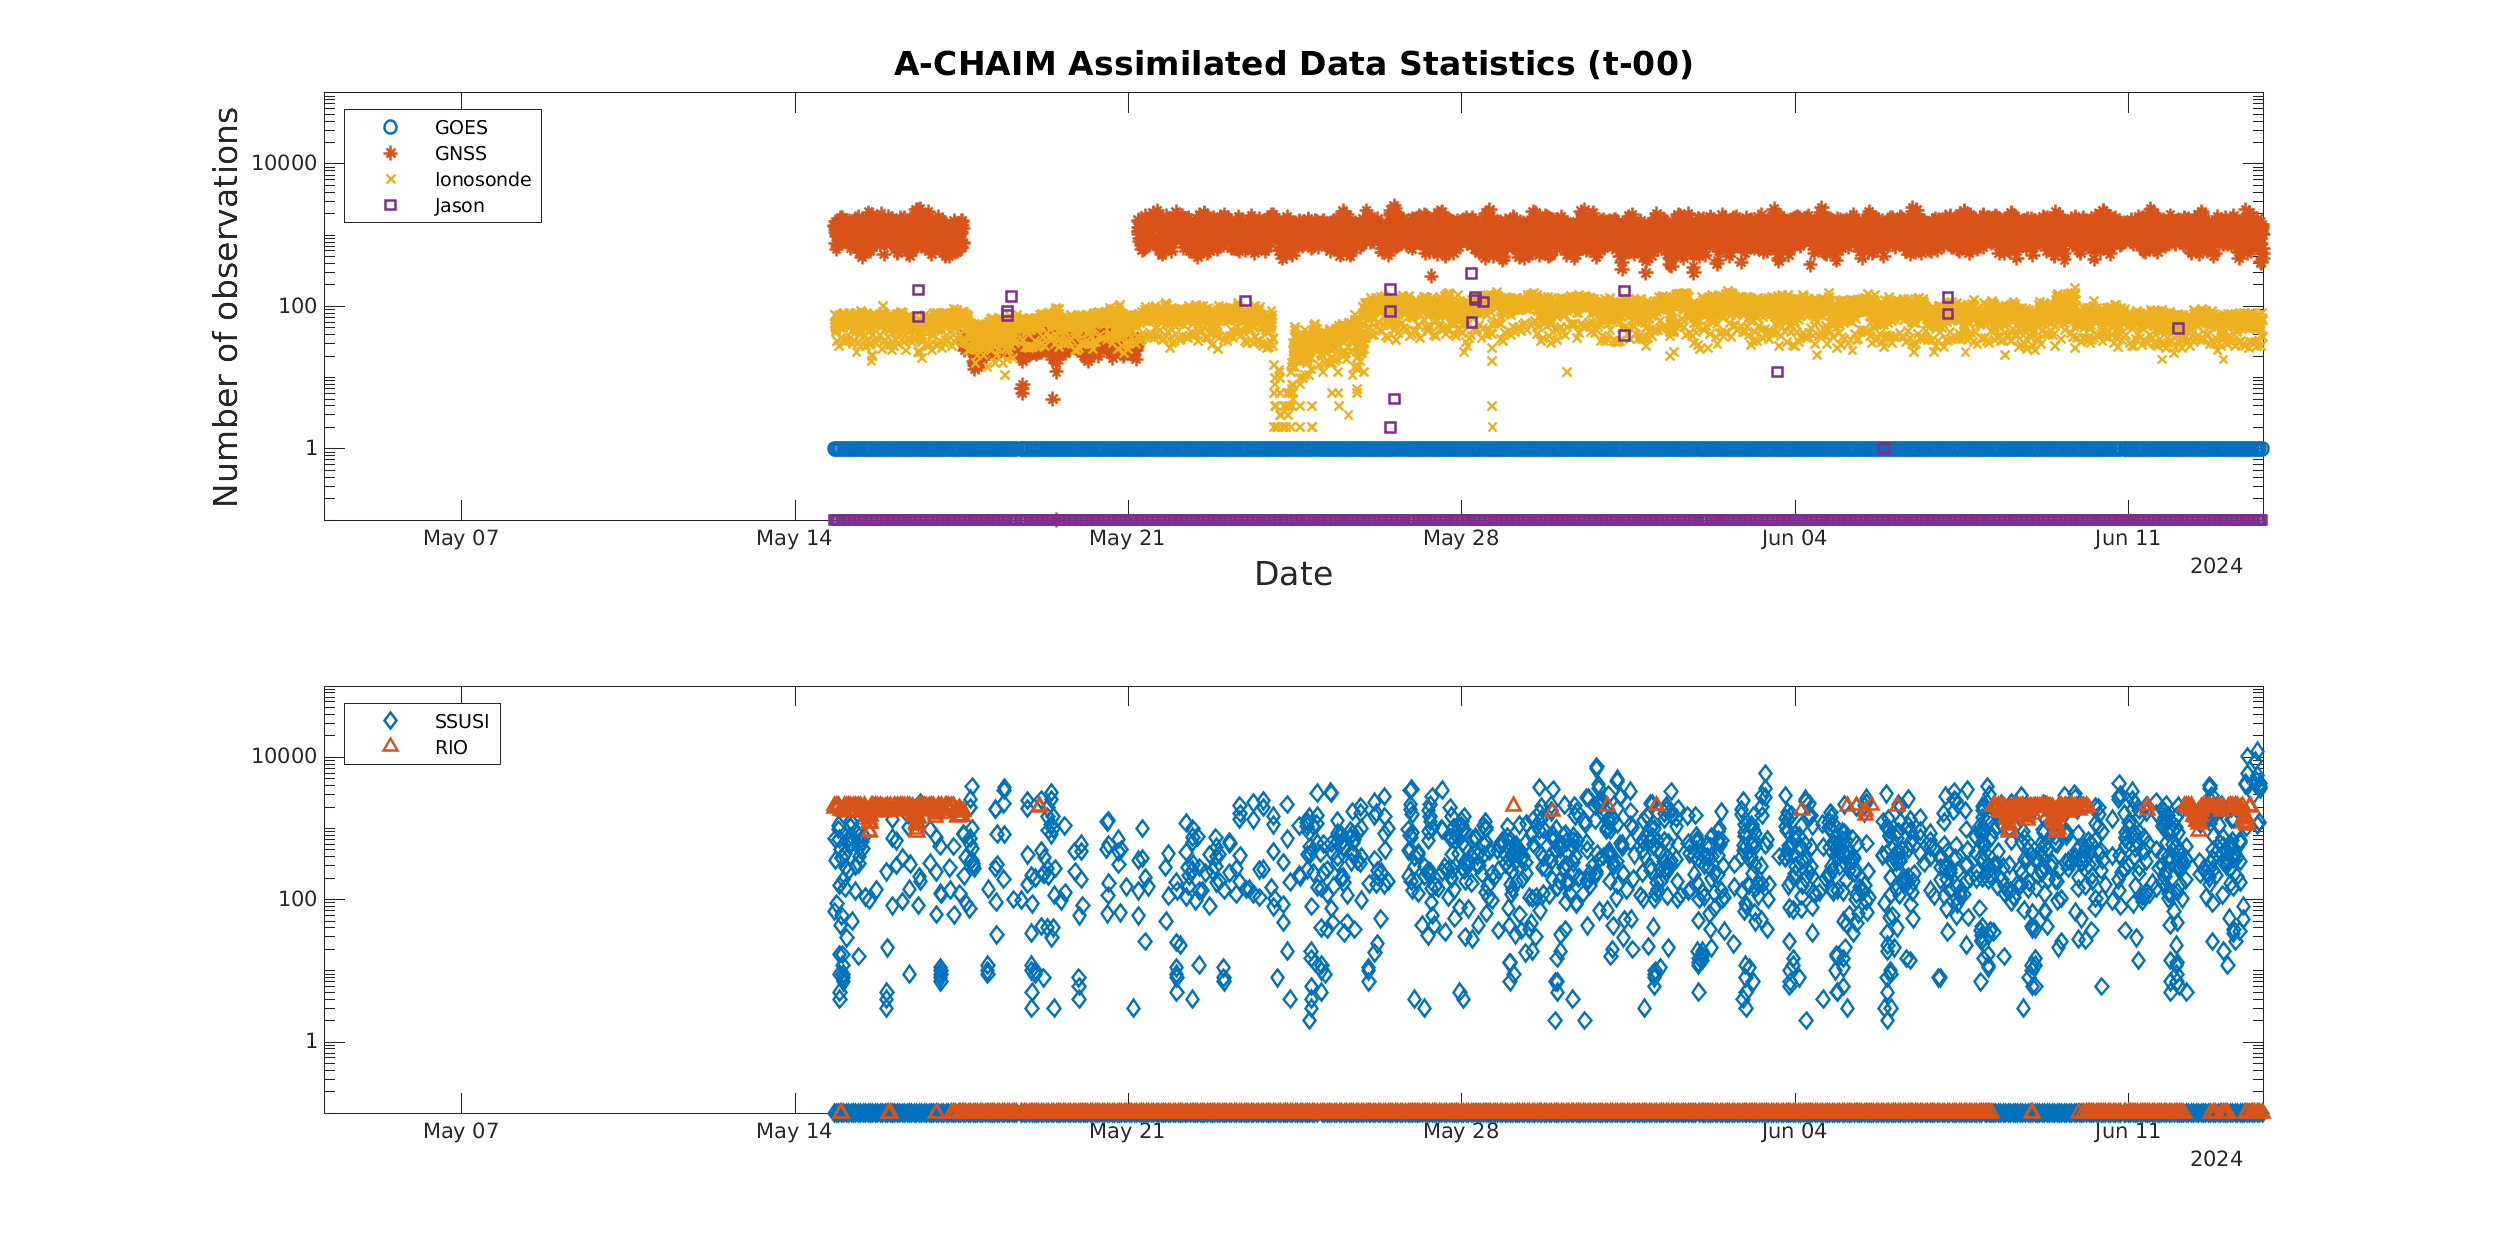 A-CHAIM Assimilated Data Statistics (t-00)
Number of observations
GOES
GNSS
Ionosonde
Jason
10000
100
1
May 07 May 14 May 21 May 28 Jun 04 Jun 11
2024
Date
SSUSI
RIO
10000
100
1
May 07 May 14 May 21 May 28 Jun 04 Jun 11
2024